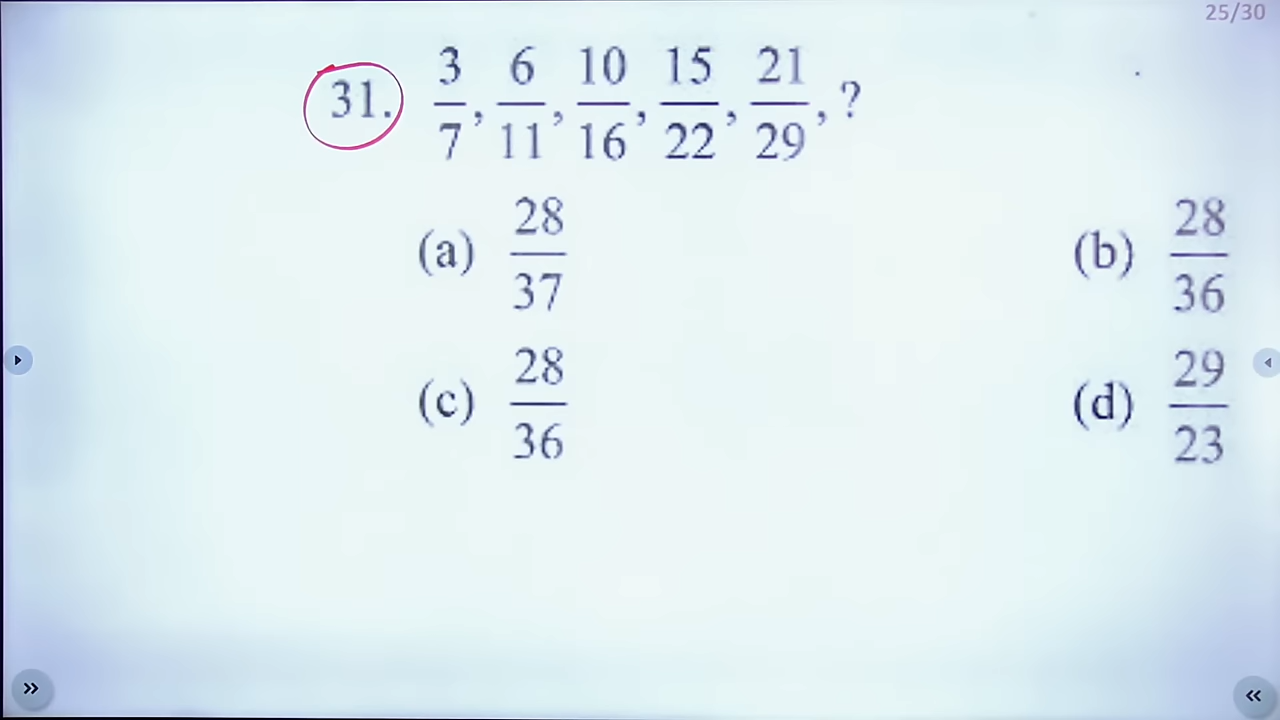 25/30
31. 3/7, 6/11, 10/16, 15/22, 21/29, ?
(a) 28/37 (b) 28/36
(c) 28/36 (d) 29/23